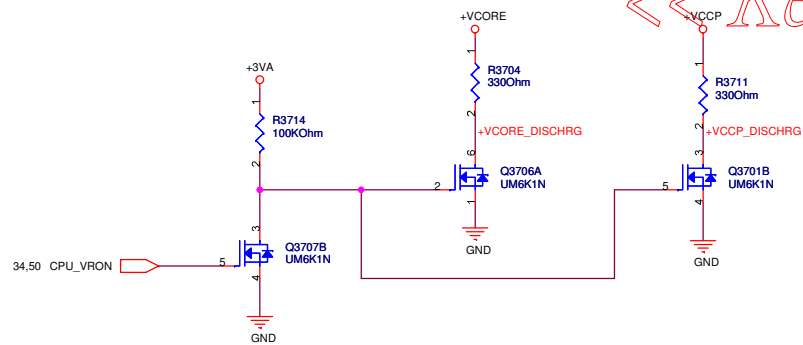 +VCORE
+VCCP
1
R3704
330Ohm
2
+VCORE_DISCHRG
1
R3711
330Ohm
2
+VCCP_DISCHRG
+3VA
1
R3714
100KOhm
2
6
Q3706A
UM6K1N
2
1
GND
3
Q3701B
UM6K1N
5
4
GND
3
Q3707B
UM6K1N
34,50 CPU_VRON
5
4
GND